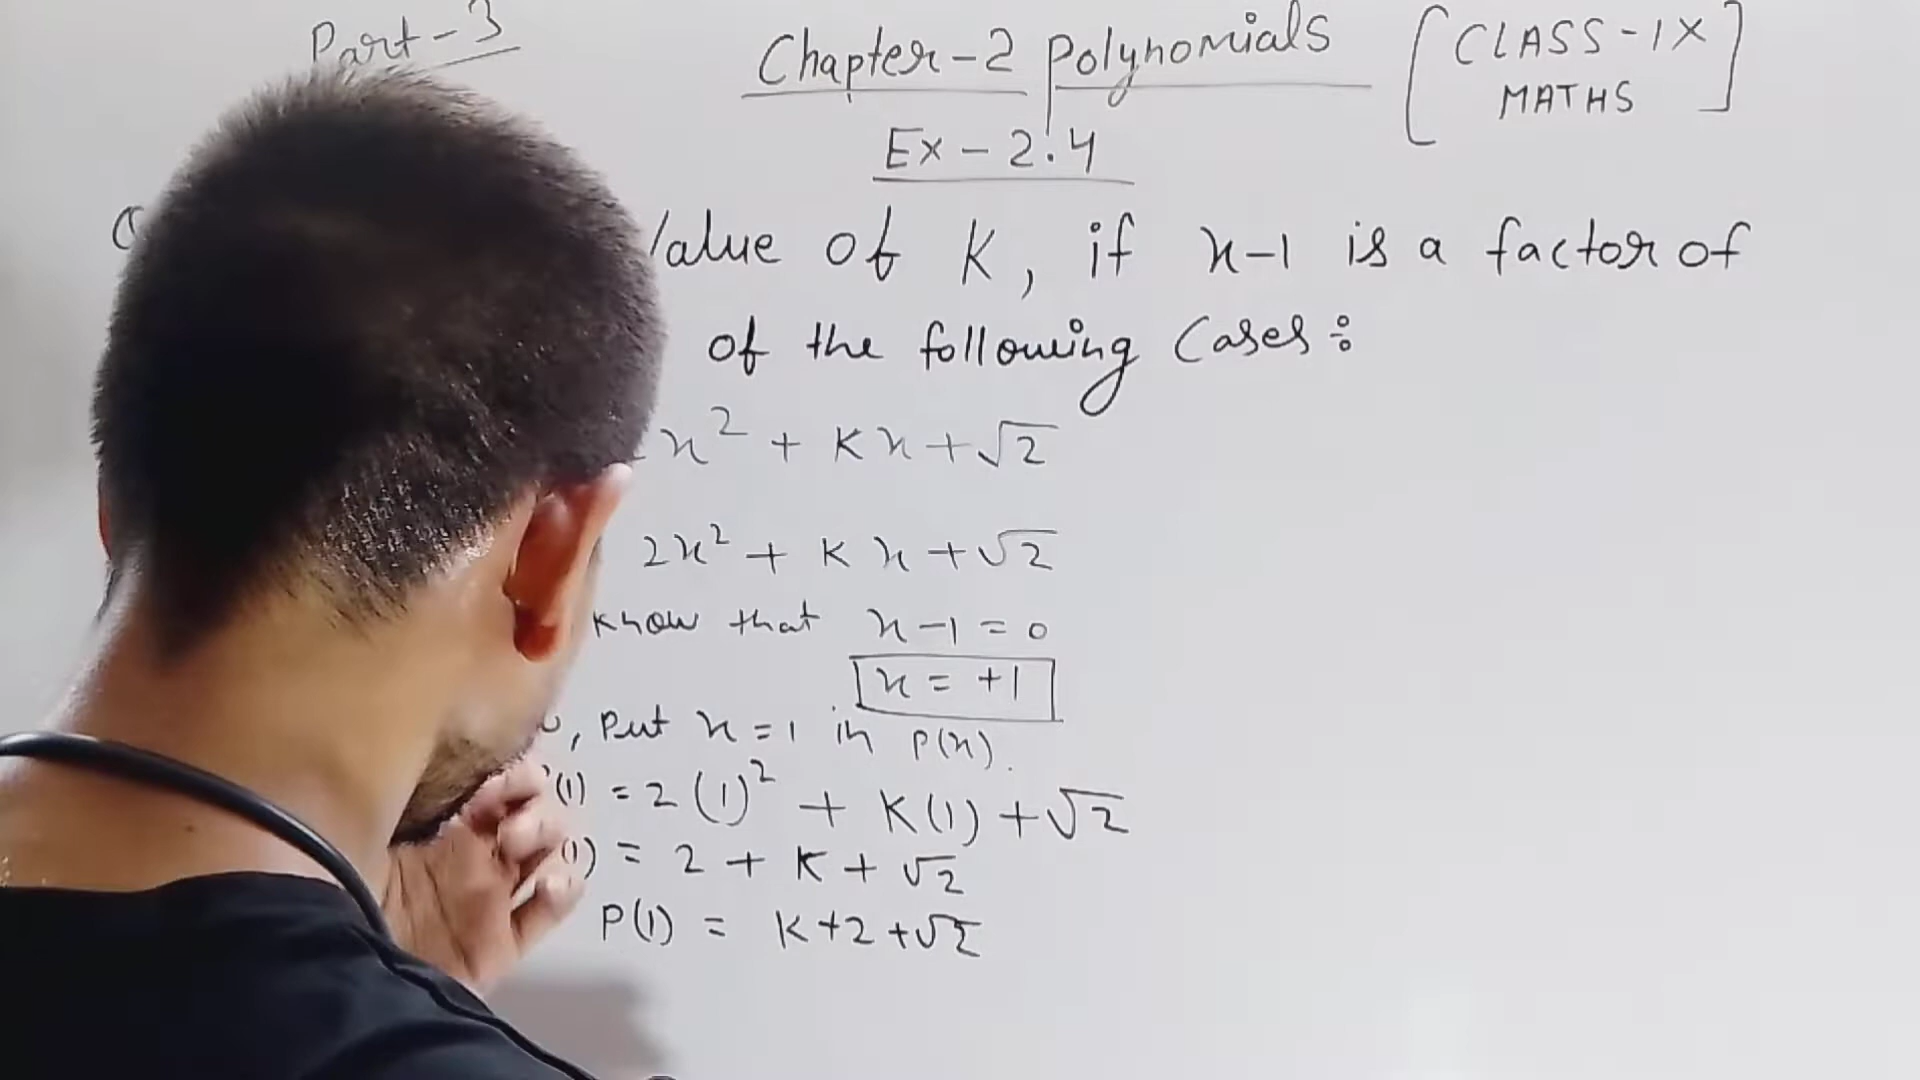 Part-3
Chapter-2 Polynomials
[CLASS-IX
MATHS]
Ex-2.4
Value of K, if x-1 is a factor of
of the following Cases:
x² + Kx + √2
2x² + Kx + √2
know that x-1 = 0
x = +1
, Put x = 1 in P(x).
(1) = 2(1)² + K(1) + √2
(1) = 2 + K + √2
P(1) = K+2+√2